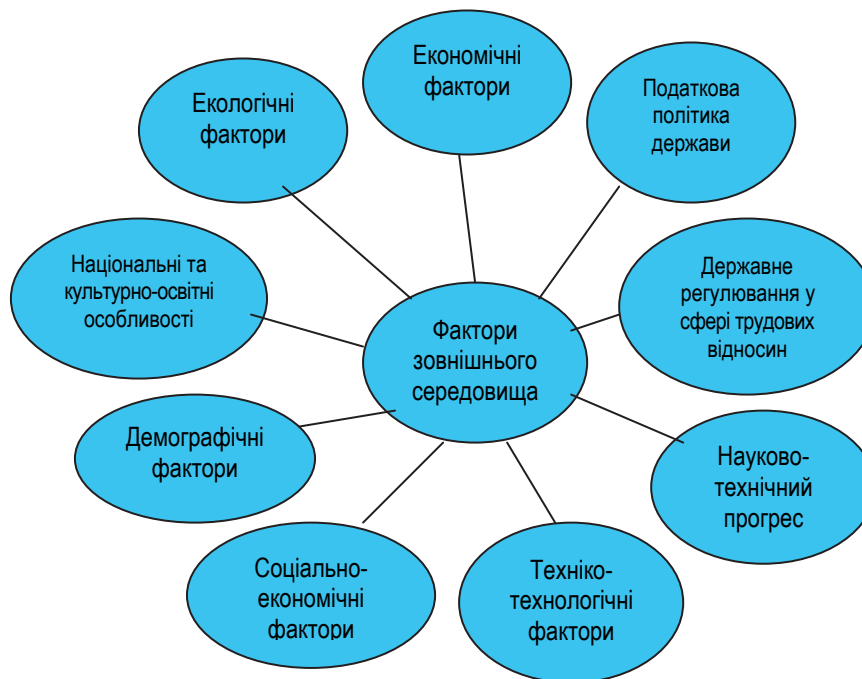 Економічні
фактори
Екологічні
фактори
Податкова
політика
держави
Національні та
культурно-освітні
особливості
Державне
регулювання у
сфері трудових
відносин
Фактори
зовнішнього
середовища
Демографічні
фактори
Науково-
технічний
прогрес
Соціально-
економічні
фактори
Техніко-
технологічні
фактори